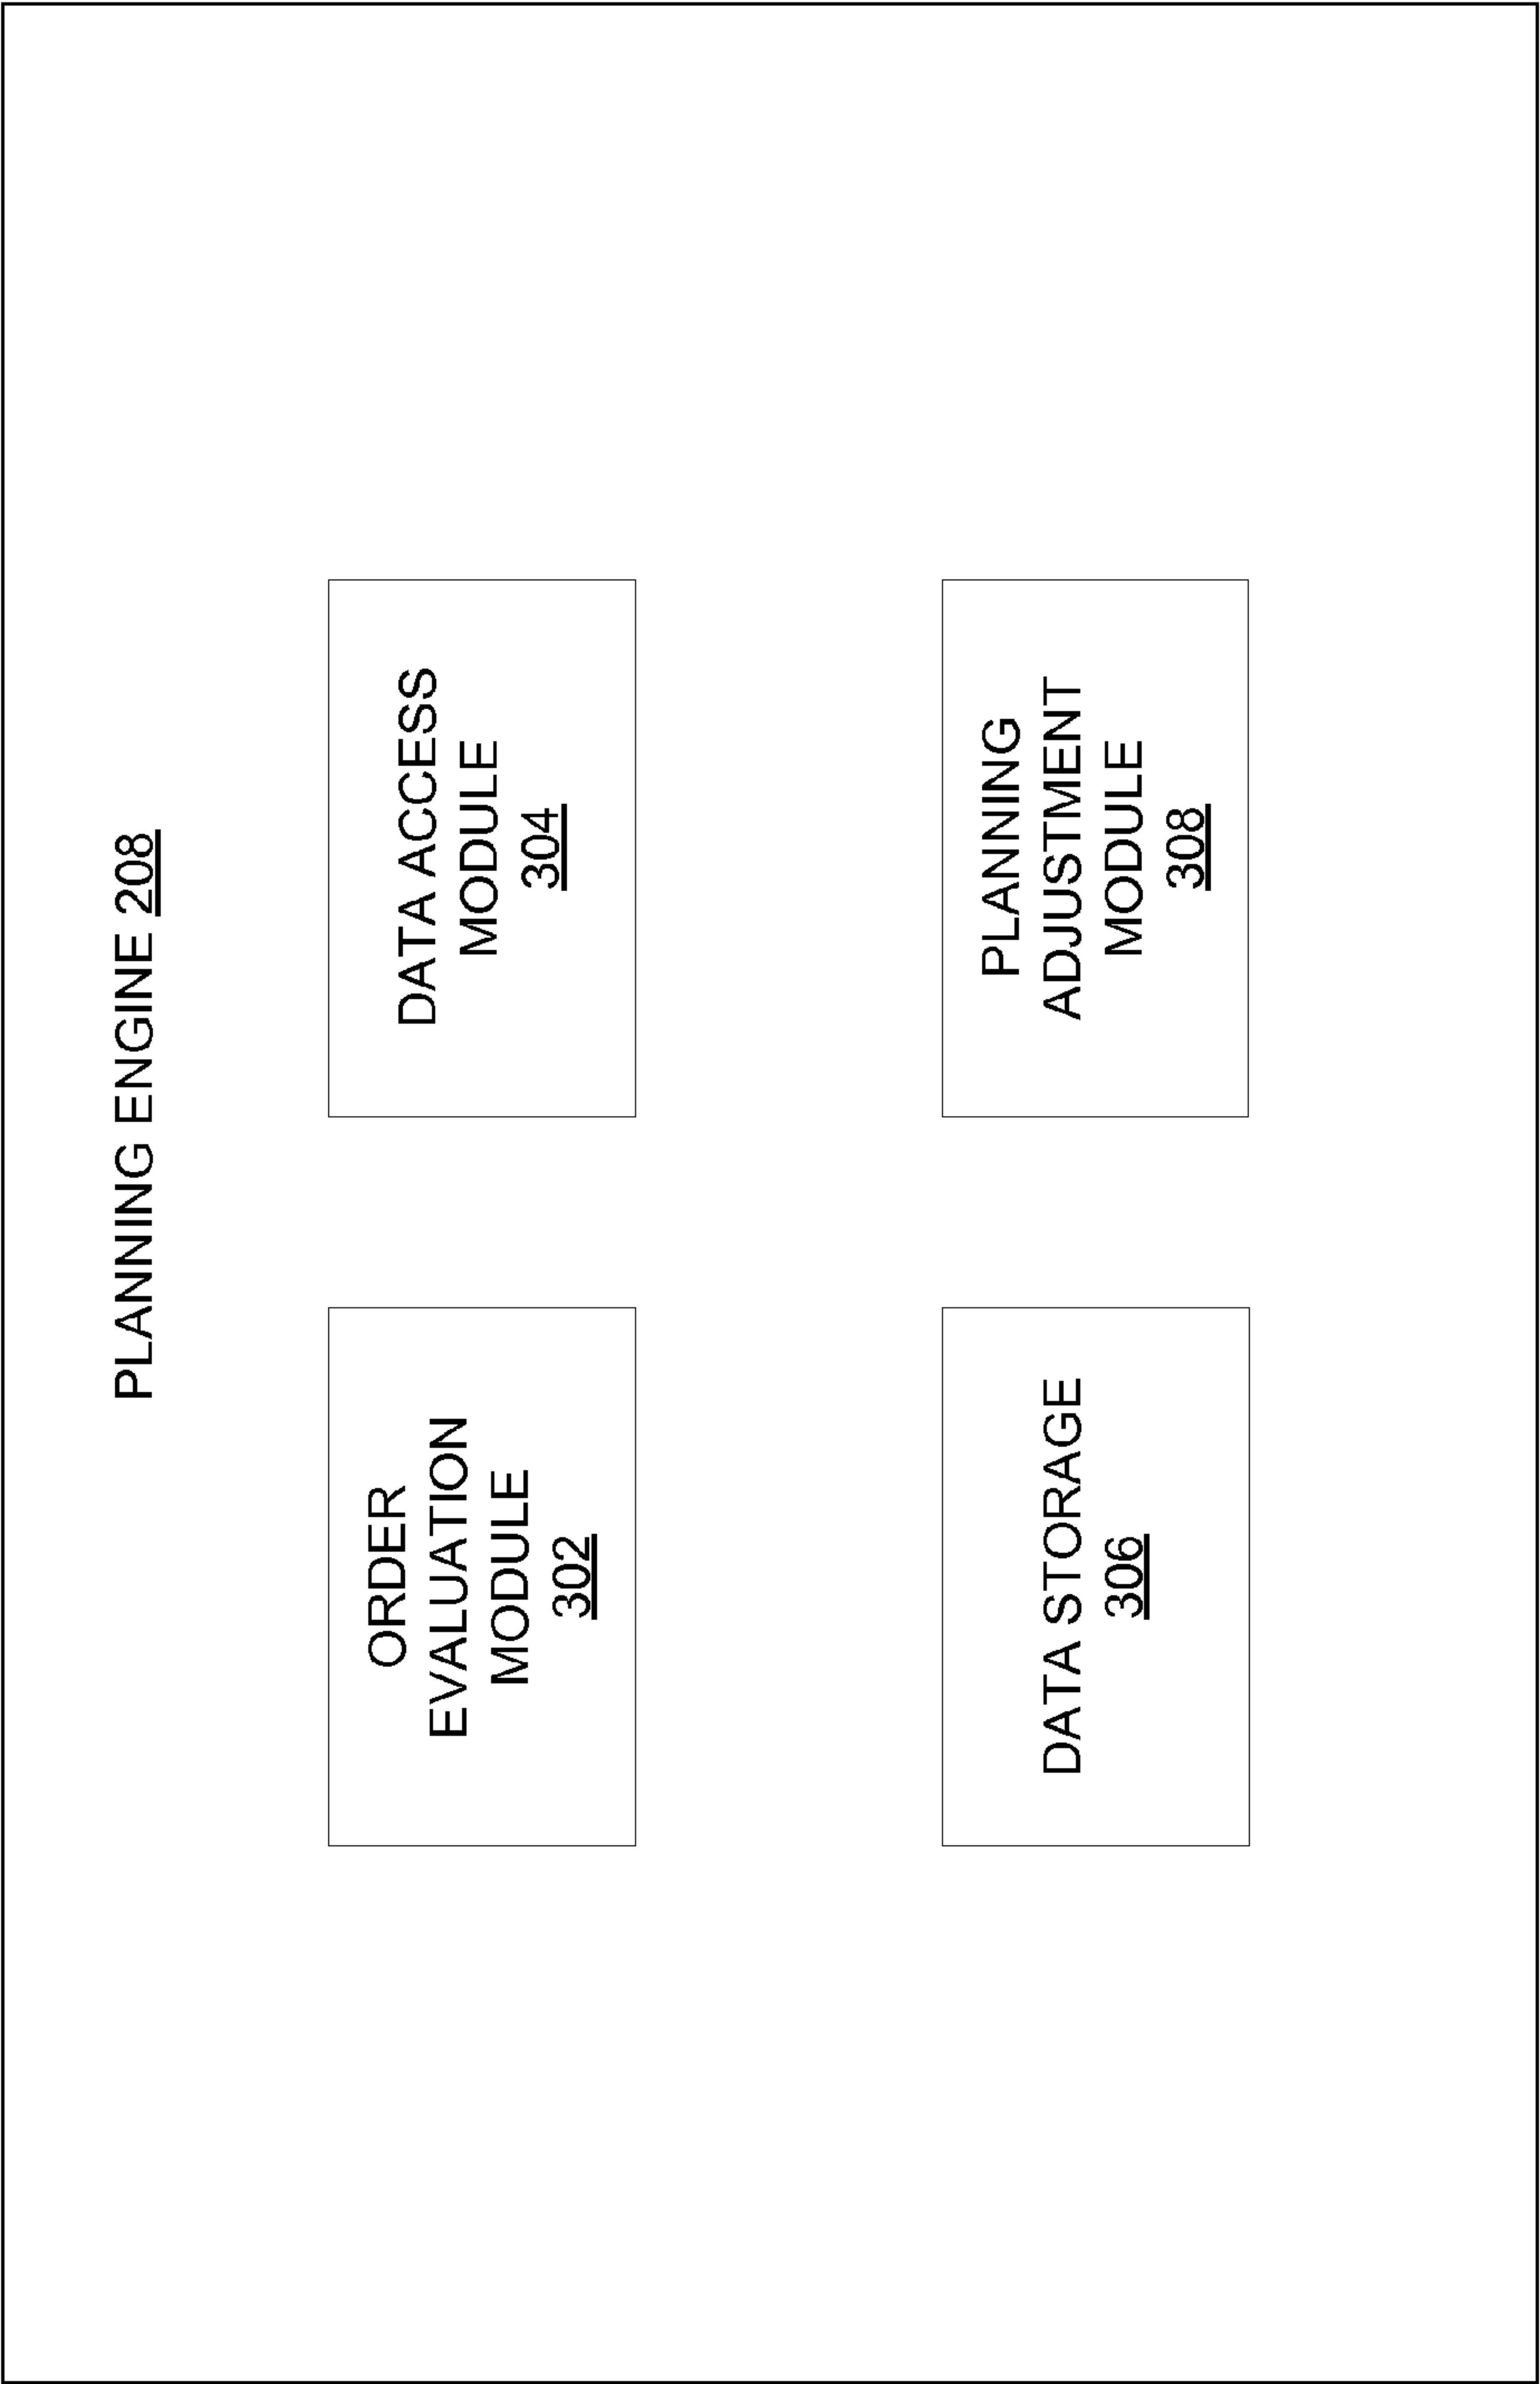 PLANNING ENGINE 208
ORDER
EVALUATION
MODULE
302
DATA ACCESS
MODULE
304
DATA STORAGE
306
PLANNING
ADJUSTMENT
MODULE
308